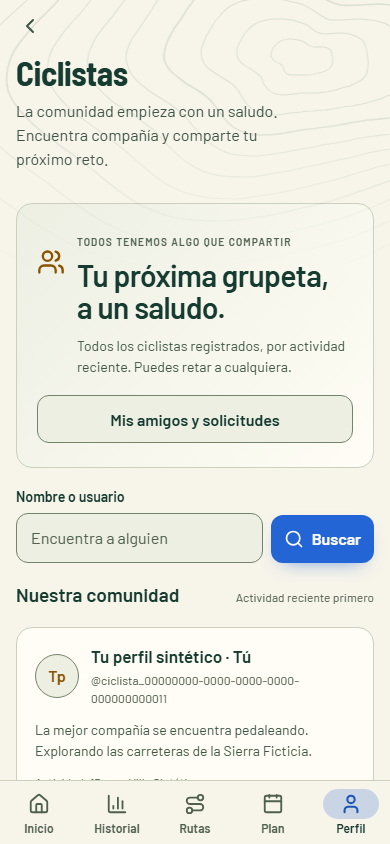 Ciclistas
La comunidad empieza con un saludo.
Encuentra compañía y comparte tu
próximo reto.
TODOS TENEMOS ALGO QUE COMPARTIR
Tu próxima grupeta,
a un saludo.
Todos los ciclistas registrados, por actividad
reciente. Puedes retar a cualquiera.
Mis amigos y solicitudes
Nombre o usuario
Encuentra a alguien
Buscar
Nuestra comunidad
Actividad reciente primero
Tp
Tu perfil sintético · Tú
@ciclista_00000000-0000-0000-0000-
000000000011
La mejor compañía se encuentra pedaleando.
Explorando las carreteras de la Sierra Ficticia.
Inicio
Historial
Rutas
Plan
Perfil